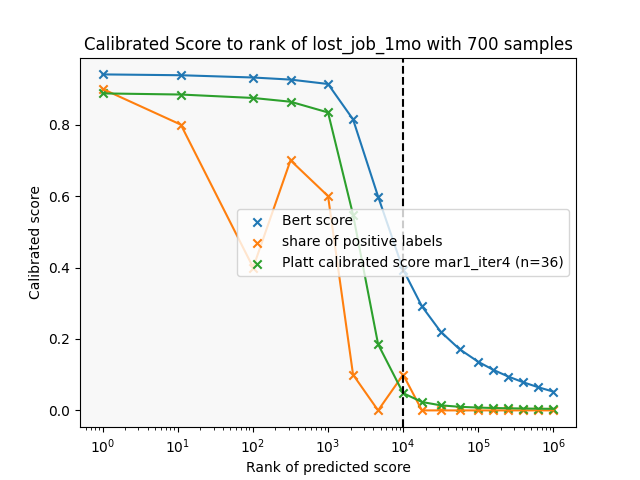 Calibrated Score to rank of lost_job_1mo with 700 samples
Calibrated score
0.8
0.6
0.4
0.2
0.0
Bert score
share of positive labels
Platt calibrated score mar1_iter4 (n=36)
10⁰ 10¹ 10² 10³ 10⁴ 10⁵ 10⁶
Rank of predicted score